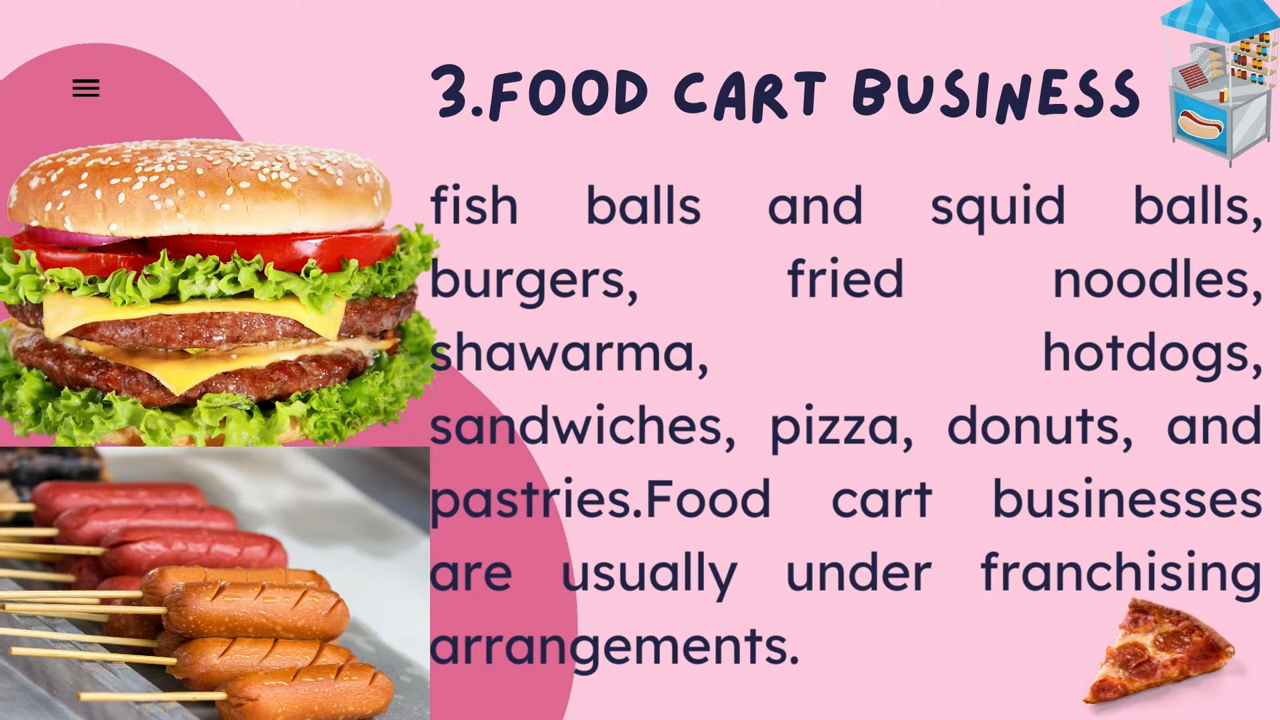 3.FOOD CART BUSINESS
fish balls and squid balls,
burgers, fried noodles,
shawarma, hotdogs,
sandwiches, pizza, donuts, and
pastries.Food cart businesses
are usually under franchising
arrangements.